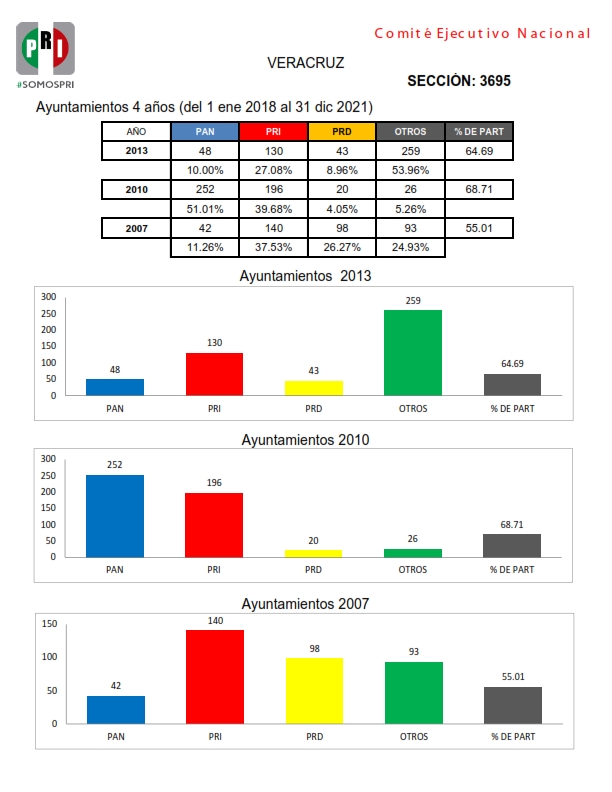 Comité Ejecutivo Nacional
PRI
#SOMOSPRI
VERACRUZ
SECCIÓN: 3695
Ayuntamientos 4 años (del 1 ene 2018 al 31 dic 2021)
AÑO PAN PRI PRD OTROS % DE PART
2013 48 130 43 259 64.69
10.00% 27.08% 8.96% 53.96%
2010 252 196 20 26 68.71
51.01% 39.68% 4.05% 5.26%
2007 42 140 98 93 55.01
11.26% 37.53% 26.27% 24.93%
Ayuntamientos 2013
300
250
200
150
100
50
0
48 130 43 259 64.69
PAN PRI PRD OTROS % DE PART
Ayuntamientos 2010
300
250
200
150
100
50
0
252 196 20 26 68.71
PAN PRI PRD OTROS % DE PART
Ayuntamientos 2007
150
100
50
0
42 140 98 93 55.01
PAN PRI PRD OTROS % DE PART